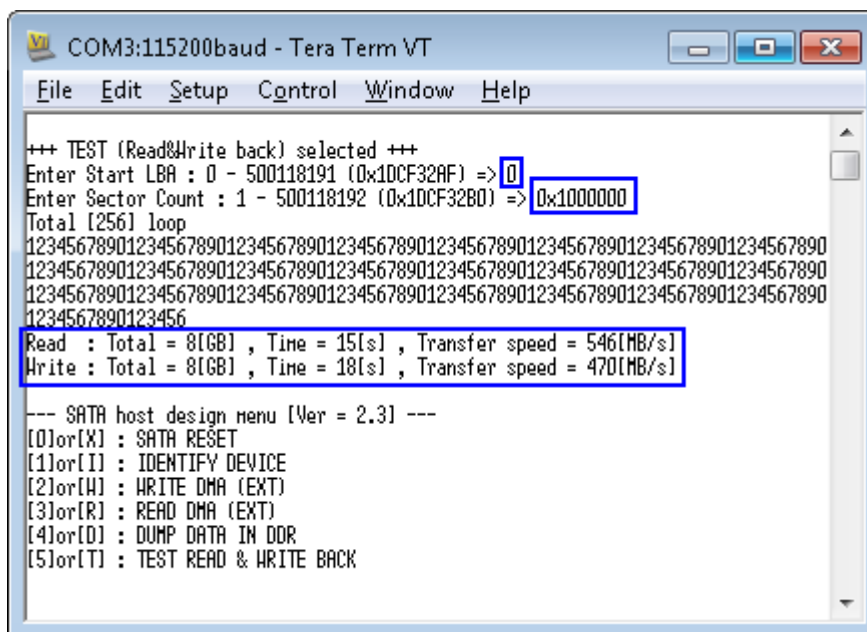 COM3:115200baud - Tera Term VT
File Edit Setup Control Window Help
+++ TEST (Read&Write back) selected +++
Enter Start LBA : 0 - 500118191 (0x1DCF32AF) => 0
Enter Sector Count : 1 - 500118192 (0x1DCF32B0) => 0x1000000
Total [256] loop
12345678901234567890123456789012345678901234567890123456789012345678901234567890
12345678901234567890123456789012345678901234567890123456789012345678901234567890
12345678901234567890123456789012345678901234567890123456789012345678901234567890
1234567890123456
Read : Total = 8[GB] , Time = 15[s] , Transfer speed = 546[MB/s]
Write : Total = 8[GB] , Time = 18[s] , Transfer speed = 470[MB/s]
--- SATA host design menu [Ver = 2.3] ---
[0]or[X] : SATA RESET
[1]or[I] : IDENTIFY DEVICE
[2]or[W] : WRITE DMA (EXT)
[3]or[R] : READ DMA (EXT)
[4]or[D] : DUMP DATA IN DDR
[5]or[T] : TEST READ & WRITE BACK